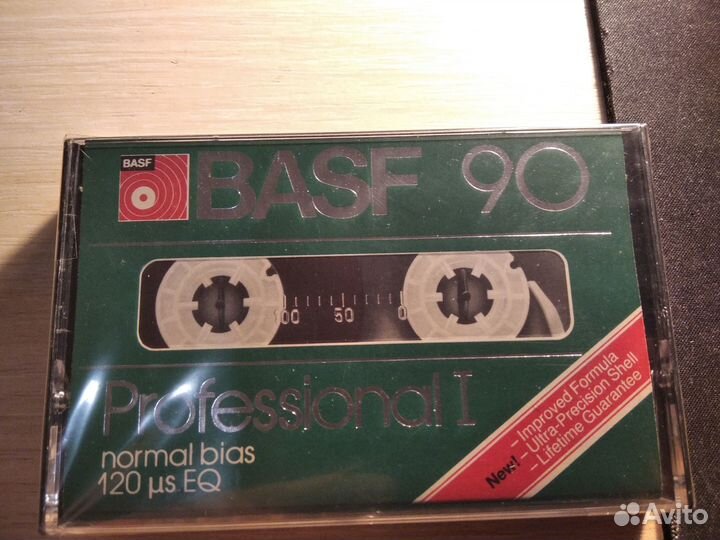 BASF
BASF 90
100 50 0
Professional I
normal bias
120 µs EQ
New! - Improved Formula
- Ultra-Precision Shell
- Lifetime Guarantee
Avito